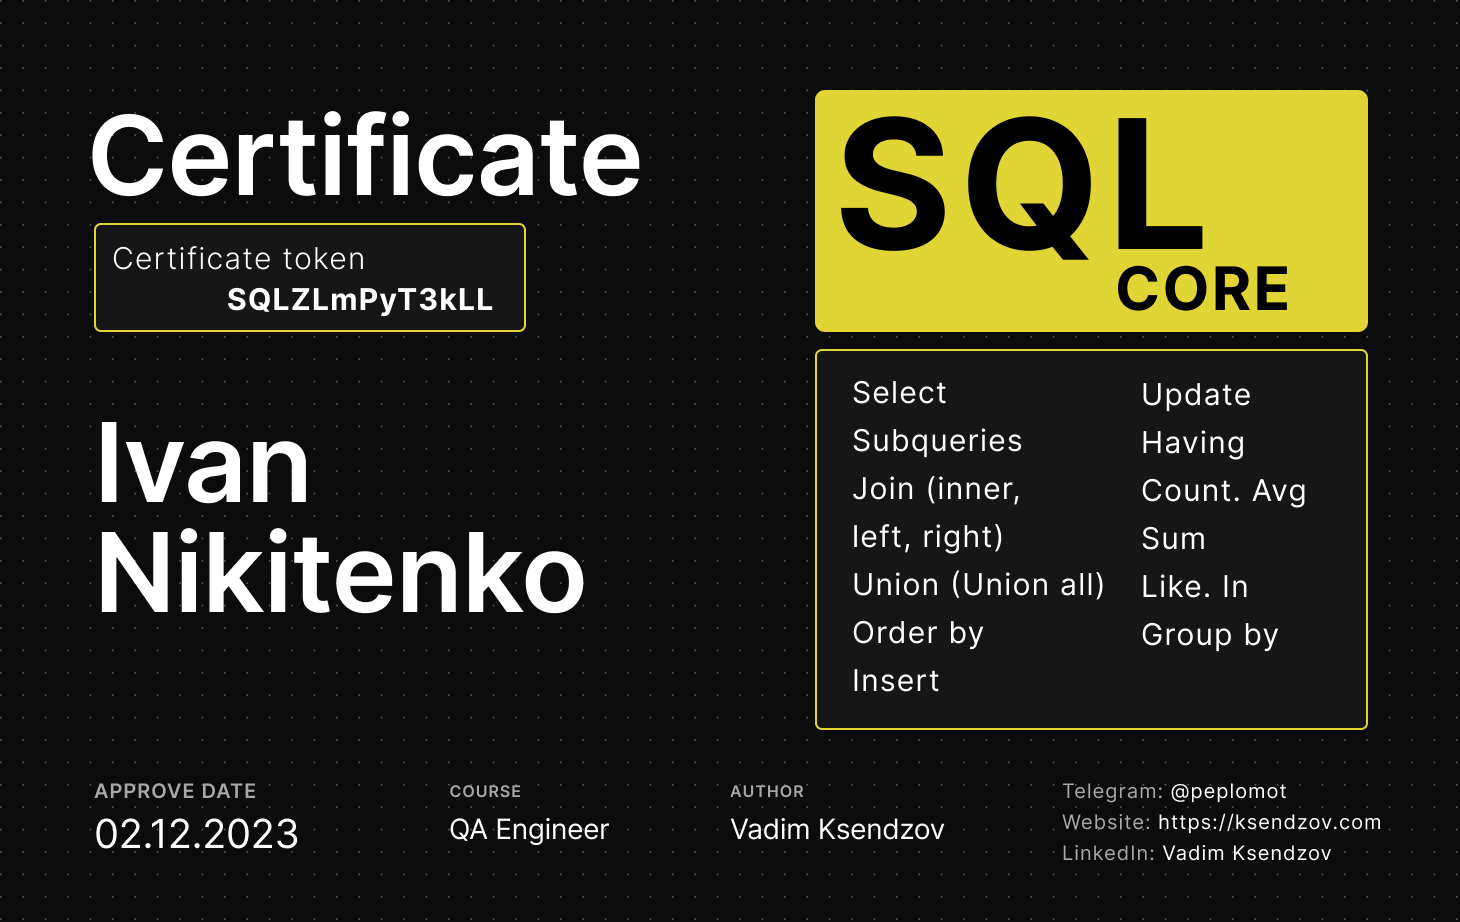 Certificate
Certificate token
SQLZLmPyT3kLL
Ivan
Nikitenko
SQL
CORE
Select
Subqueries
Join (inner,
left, right)
Union (Union all)
Order by
Insert
Update
Having
Count. Avg
Sum
Like. In
Group by
APPROVE DATE
02.12.2023
COURSE
QA Engineer
AUTHOR
Vadim Ksendzov
Telegram: @peplomot
Website: https://ksendzov.com
LinkedIn: Vadim Ksendzov